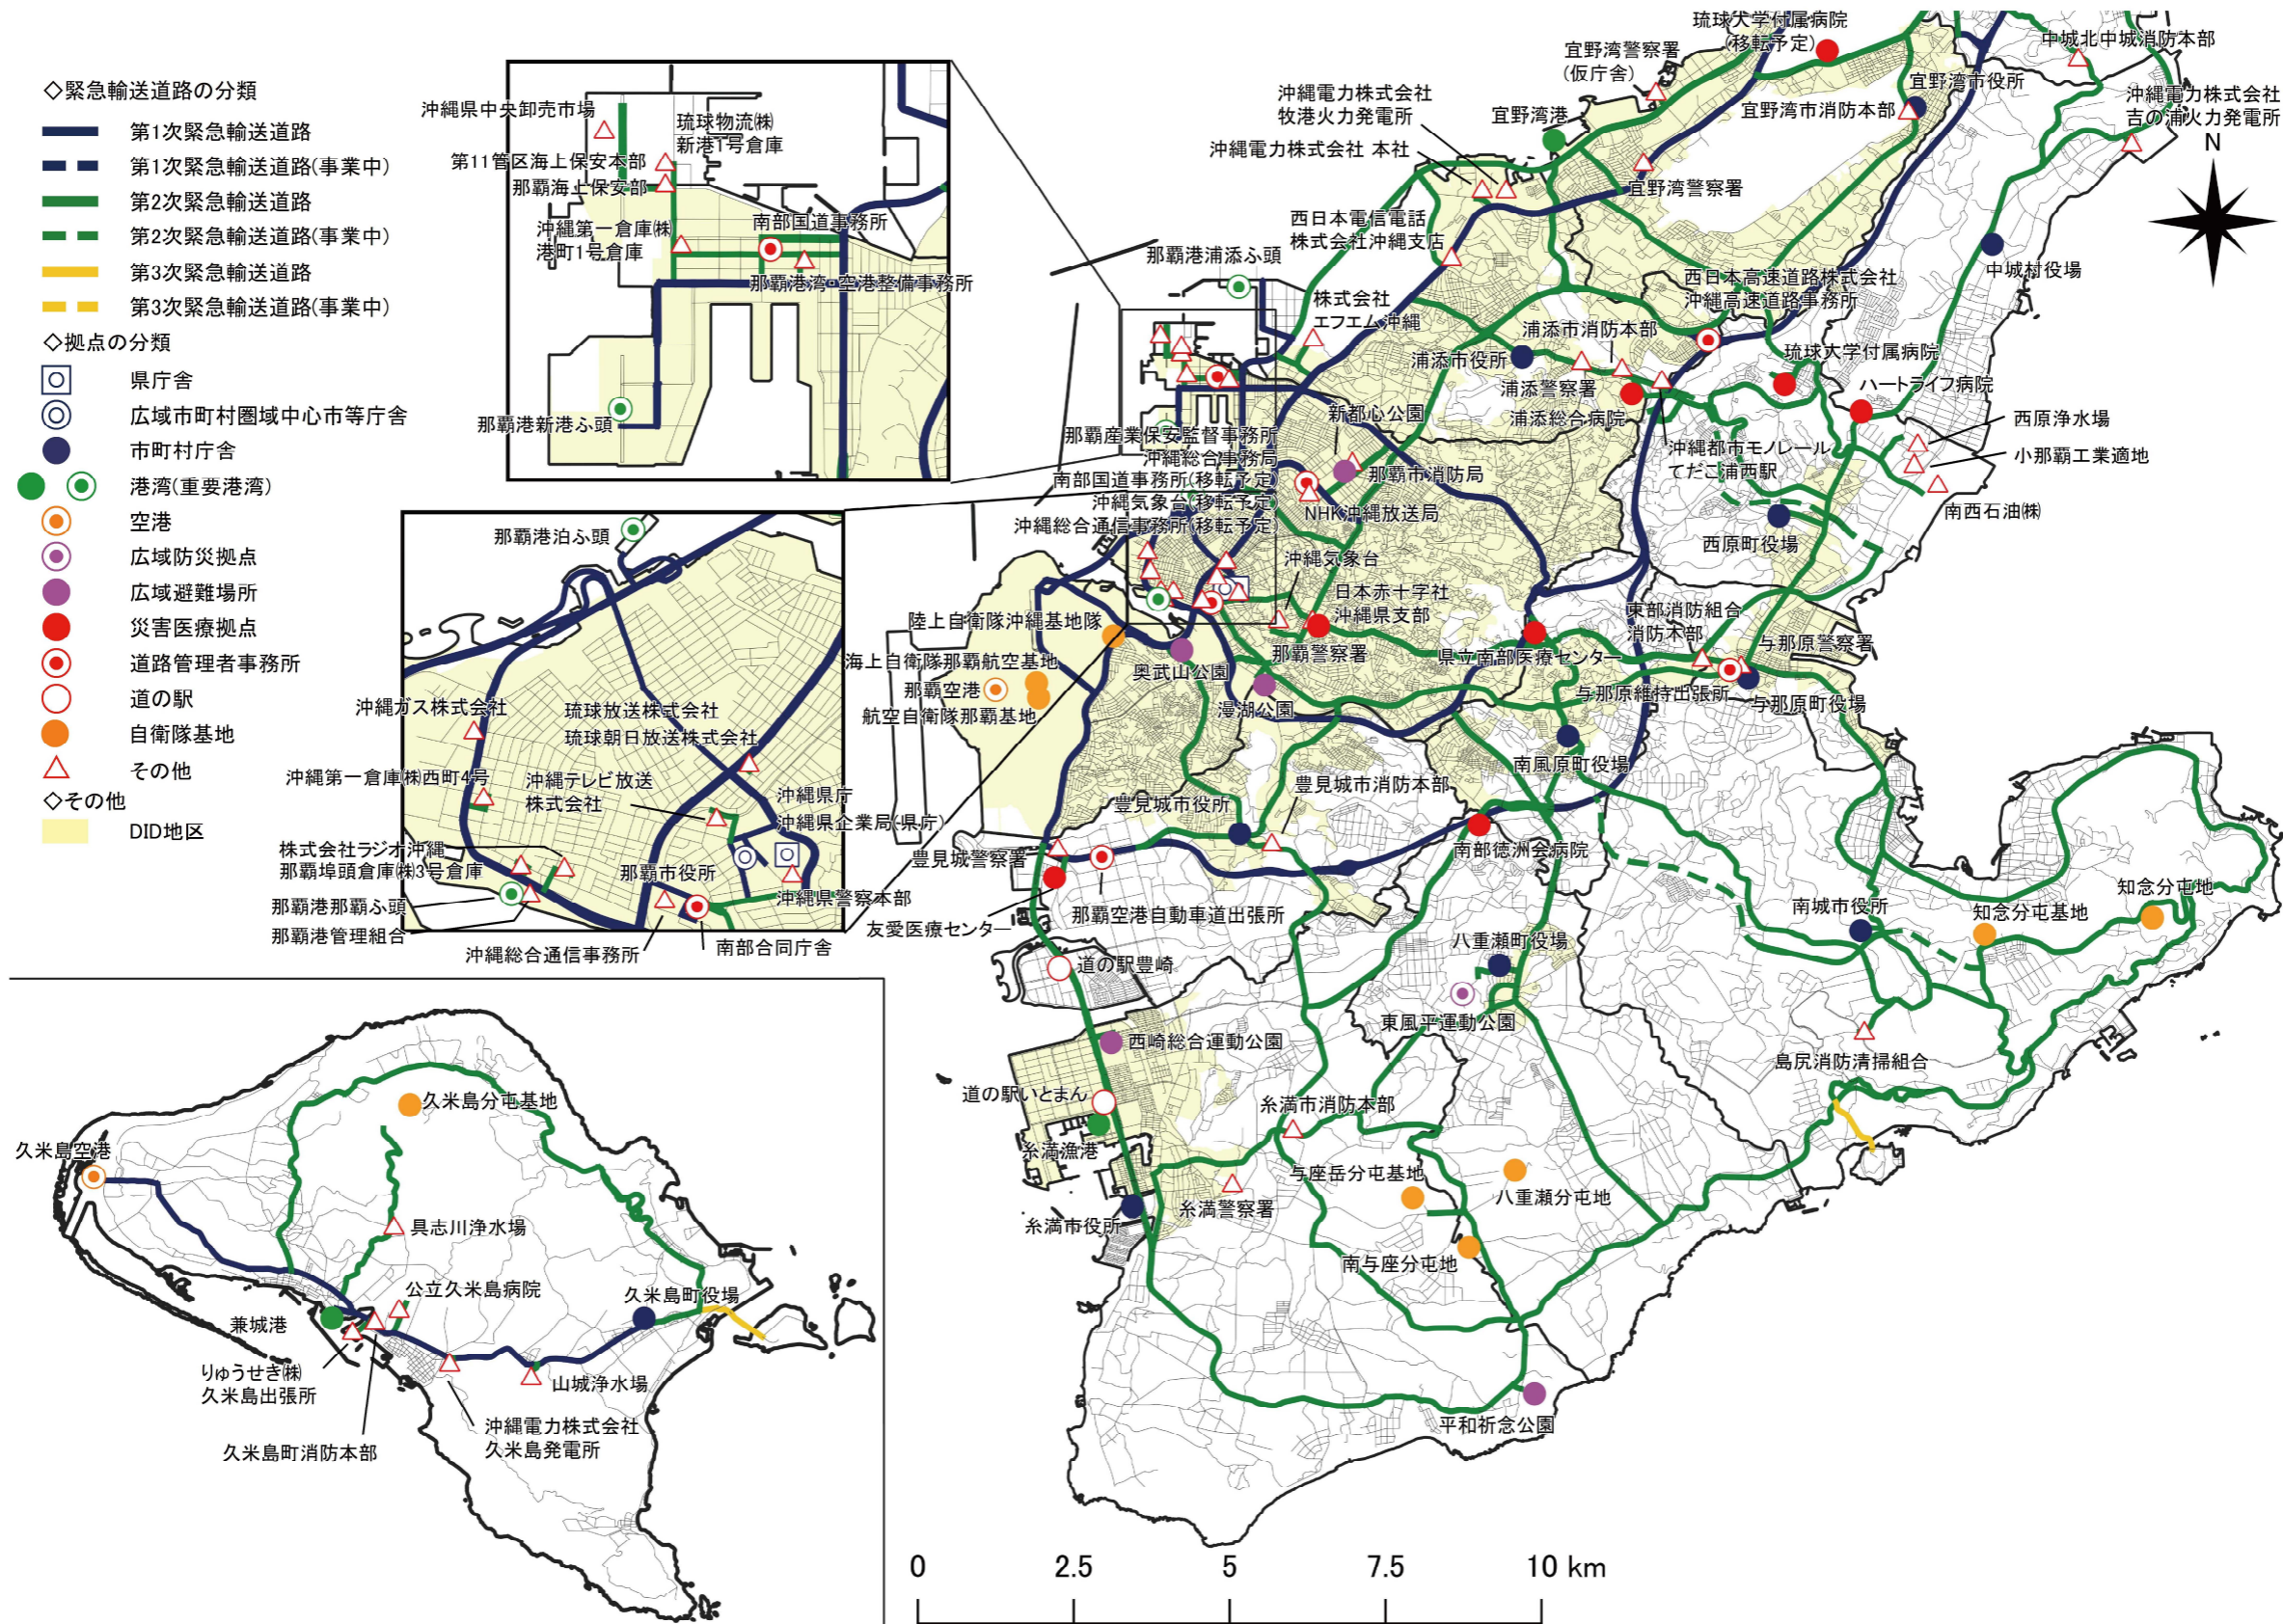 ◇緊急輸送道路の分類
第1次緊急輸送道路
第1次緊急輸送道路(事業中)
第2次緊急輸送道路
第2次緊急輸送道路(事業中)
第3次緊急輸送道路
第3次緊急輸送道路(事業中)
◇拠点の分類
県庁舎
広域市町村圏域中心市等庁舎
市町村庁舎
港湾(重要港湾)
空港
広域防災拠点
広域避難場所
災害医療拠点
道路管理者事務所
道の駅
自衛隊基地
その他
◇その他
DID地区
沖縄県中央卸売市場
琉球物流㈱
新港1号倉庫
第11管区海上保安本部
那覇海上保安部
沖縄第一倉庫㈱
港町1号倉庫
南部国道事務所
那覇港湾・空港整備事務所
那覇港新港ふ頭
那覇港泊ふ頭
沖縄ガス株式会社
琉球放送株式会社
琉球朝日放送株式会社
沖縄第一倉庫㈱西町4号
沖縄テレビ放送
株式会社
沖縄県庁
沖縄県企業局(県庁)
株式会社ラジオ沖縄
那覇埠頭倉庫㈱3号倉庫
那覇市役所
那覇港那覇ふ頭
那覇港管理組合
沖縄県警察本部
沖縄総合通信事務所
南部合同庁舎
琉球大学付属病院
(移転予定)
宜野湾警察署
(仮庁舎)
中城北中城消防本部
宜野湾市役所
宜野湾市消防本部
沖縄電力株式会社
吉の浦火力発電所
N
沖縄電力株式会社
牧港火力発電所
宜野湾港
沖縄電力株式会社 本社
宜野湾警察署
西日本電信電話
株式会社沖縄支店
那覇港浦添ふ頭
中城村役場
西日本高速道路株式会社
沖縄高速道路事務所
株式会社
エフエム沖縄
浦添市消防本部
浦添市役所
琉球大学付属病院
浦添警察署
ハートライフ病院
浦添総合病院
新都心公園
西原浄水場
那覇産業保安監督事務所
沖縄総合事務局
南部国道事務所(移転予定)
沖縄気象台(移転予定)
沖縄総合通信事務所(移転予定)
那覇市消防局
沖縄都市モノレール
てだこ浦西駅
小那覇工業適地
NHK沖縄放送局
南西石油㈱
西原町役場
沖縄気象台
日本赤十字社
沖縄県支部
東部消防組合
消防本部
陸上自衛隊沖縄基地隊
那覇警察署
県立南部医療センター
与那原警察署
海上自衛隊那覇航空基地
奥武山公園
那覇空港
与那原維持出張所
与那原町役場
航空自衛隊那覇基地
漫湖公園
南風原町役場
豊見城市消防本部
豊見城市役所
豊見城警察署
南部徳洲会病院
那覇空港自動車道出張所
友愛医療センター
知念分屯地
南城市役所
知念分屯基地
八重瀬町役場
道の駅豊崎
東風平運動公園
西崎総合運動公園
島尻消防清掃組合
道の駅いとまん
糸満市消防本部
糸満漁港
与座岳分屯基地
八重瀬分屯地
糸満市役所
糸満警察署
南与座分屯地
平和祈念公園
久米島分屯基地
久米島空港
具志川浄水場
公立久米島病院
久米島町役場
兼城港
りゅうせき㈱
久米島出張所
山城浄水場
沖縄電力株式会社
久米島発電所
久米島町消防本部
0 2.5 5 7.5 10 km